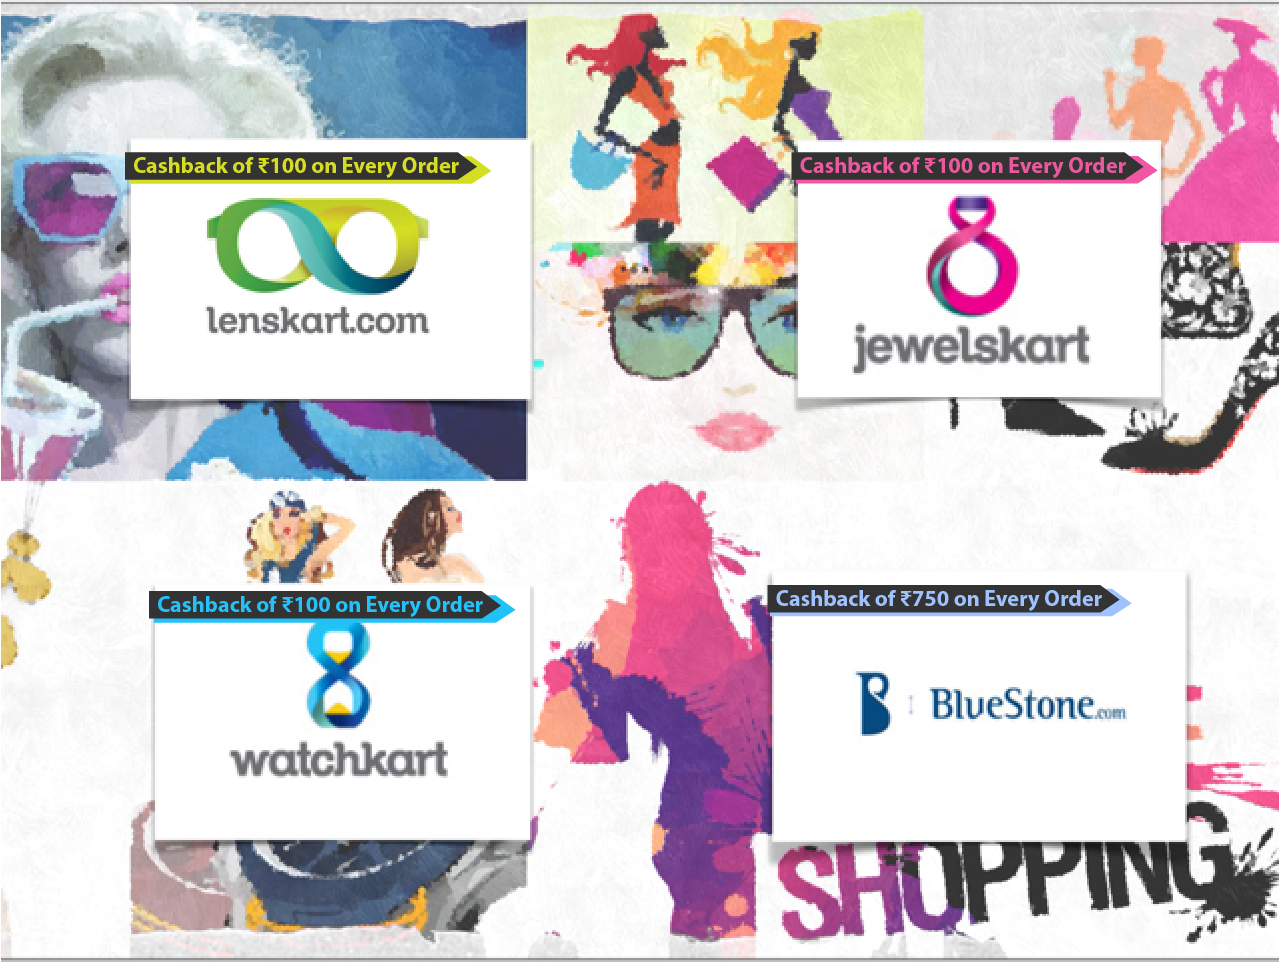 Cashback of ₹100 on Every Order
lenskart.com
Cashback of ₹100 on Every Order
jewelskart
Cashback of ₹100 on Every Order
watchkart
Cashback of ₹750 on Every Order
BlueStone.com
SHOPPING